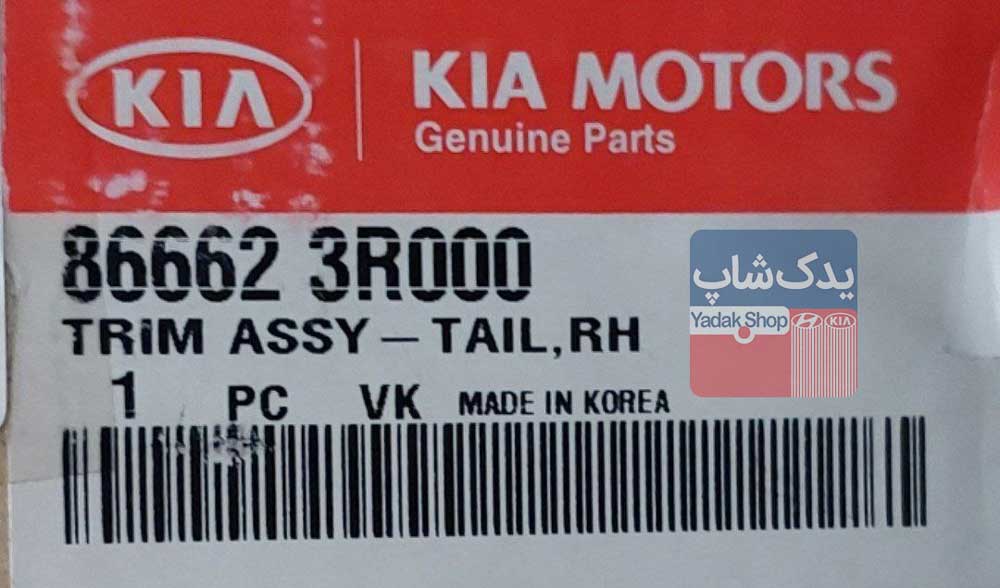 KIA
KIA MOTORS
Genuine Parts
86662 3R000
یدک‌شاپ
Yadak Shop
KIA
TRIM ASSY – TAIL,RH
1 PC VK MADE IN KOREA